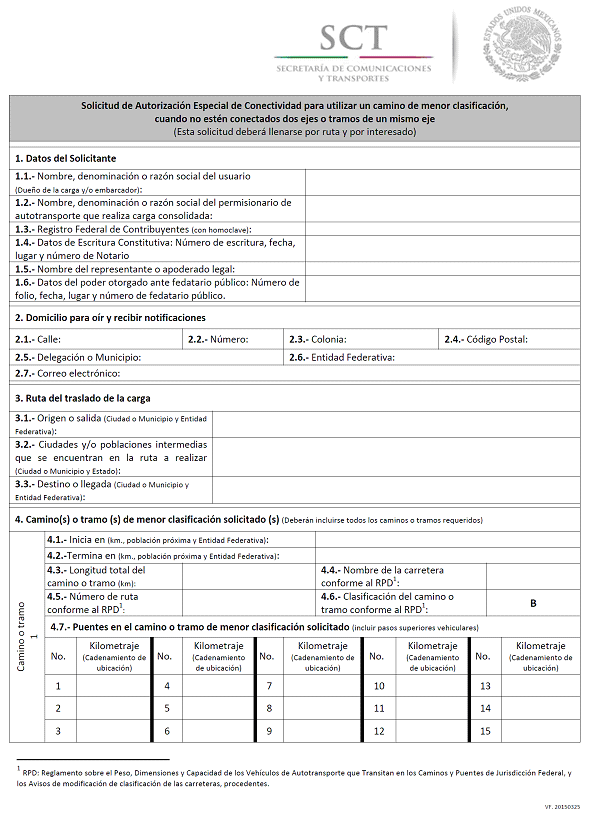 SCT
SECRETARÍA DE COMUNICACIONES
Y TRANSPORTES
ESTADOS UNIDOS MEXICANOS
Solicitud de Autorización Especial de Conectividad para utilizar un camino de menor clasificación,
cuando no estén conectados dos ejes o tramos de un mismo eje
(Esta solicitud deberá llenarse por ruta y por interesado)
1. Datos del Solicitante
1.1.- Nombre, denominación o razón social del usuario
(Dueño de la carga y/o embarcador):
1.2.- Nombre, denominación o razón social del permisionario de
autotransporte que realiza carga consolidada:
1.3.- Registro Federal de Contribuyentes (con homoclave):
1.4.- Datos de Escritura Constitutiva: Número de escritura, fecha,
lugar y número de Notario
1.5.- Nombre del representante o apoderado legal:
1.6.- Datos del poder otorgado ante fedatario público: Número de
folio, fecha, lugar y número de fedatario público.
2. Domicilio para oír y recibir notificaciones
2.1.- Calle: 2.2.- Número: 2.3.- Colonia: 2.4.- Código Postal:
2.5.- Delegación o Municipio: 2.6.- Entidad Federativa:
2.7.- Correo electrónico:
3. Ruta del traslado de la carga
3.1.- Origen o salida (Ciudad o Municipio y Entidad
Federativa):
3.2.- Ciudades y/o poblaciones intermedias
que se encuentran en la ruta a realizar
(Ciudad o Municipio y Estado):
3.3.- Destino o llegada (Ciudad o Municipio y
Entidad Federativa):
4. Camino(s) o tramo (s) de menor clasificación solicitado (s) (Deberán incluirse todos los caminos o tramos requeridos)
Camino o tramo
1
4.1.- Inicia en (km., población próxima y Entidad Federativa):
4.2.-Termina en (km., población próxima y Entidad Federativa):
4.3.- Longitud total del
camino o tramo (km):
4.4.- Nombre de la carretera
conforme al RPD1:
4.5.- Número de ruta
conforme al RPD1:
4.6.- Clasificación del camino o
tramo conforme al RPD1:
B
4.7.- Puentes en el camino o tramo de menor clasificación solicitado (incluir pasos superiores vehiculares)
No. Kilometraje (Cadenamiento de ubicación) No. Kilometraje (Cadenamiento de ubicación) No. Kilometraje (Cadenamiento de ubicación) No. Kilometraje (Cadenamiento de ubicación) No. Kilometraje (Cadenamiento de ubicación)
1 4 7 10 13
2 5 8 11 14
3 6 9 12 15
1 RPD: Reglamento sobre el Peso, Dimensiones y Capacidad de los Vehículos de Autotransporte que Transitan en los Caminos y Puentes de Jurisdicción Federal, y
los Avisos de modificación de clasificación de las carreteras, procedentes.
VF. 20150325